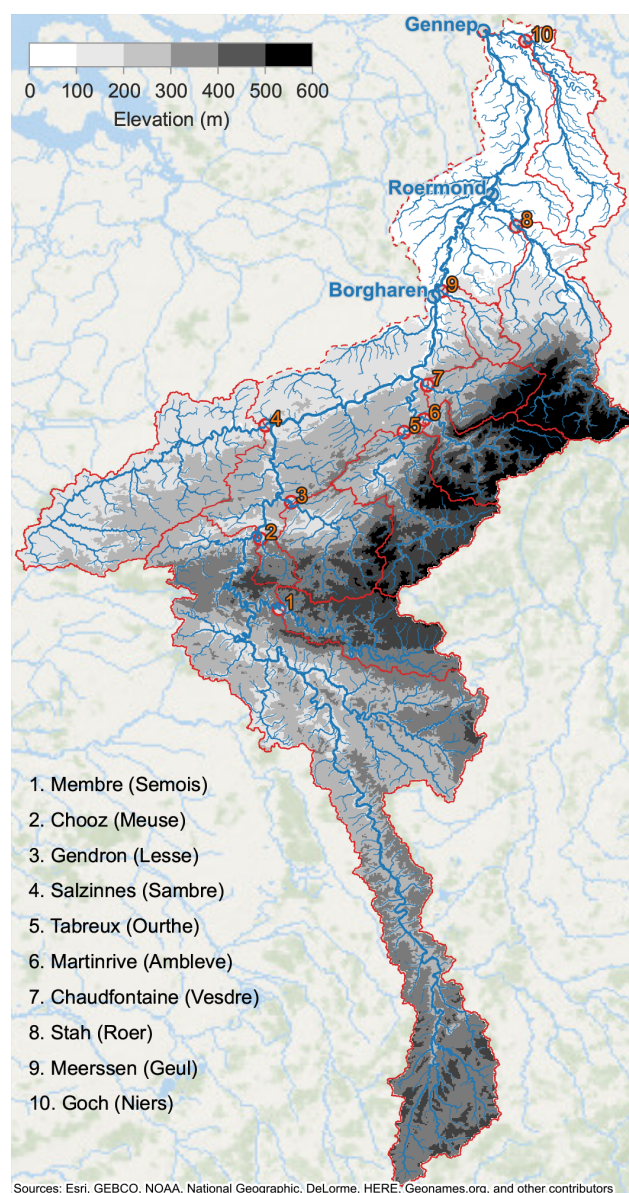 Gennep
10
0 100 200 300 400 500 600
Elevation (m)
Roermond
8
9
Borgharen
7
6
5
4
3
2
1
1. Membre (Semois)
2. Chooz (Meuse)
3. Gendron (Lesse)
4. Salzinnes (Sambre)
5. Tabreux (Ourthe)
6. Martinrive (Ambleve)
7. Chaudfontaine (Vesdre)
8. Stah (Roer)
9. Meerssen (Geul)
10. Goch (Niers)
Sources: Esri, GEBCO, NOAA, National Geographic, DeLorme, HERE, Geonames.org, and other contributors